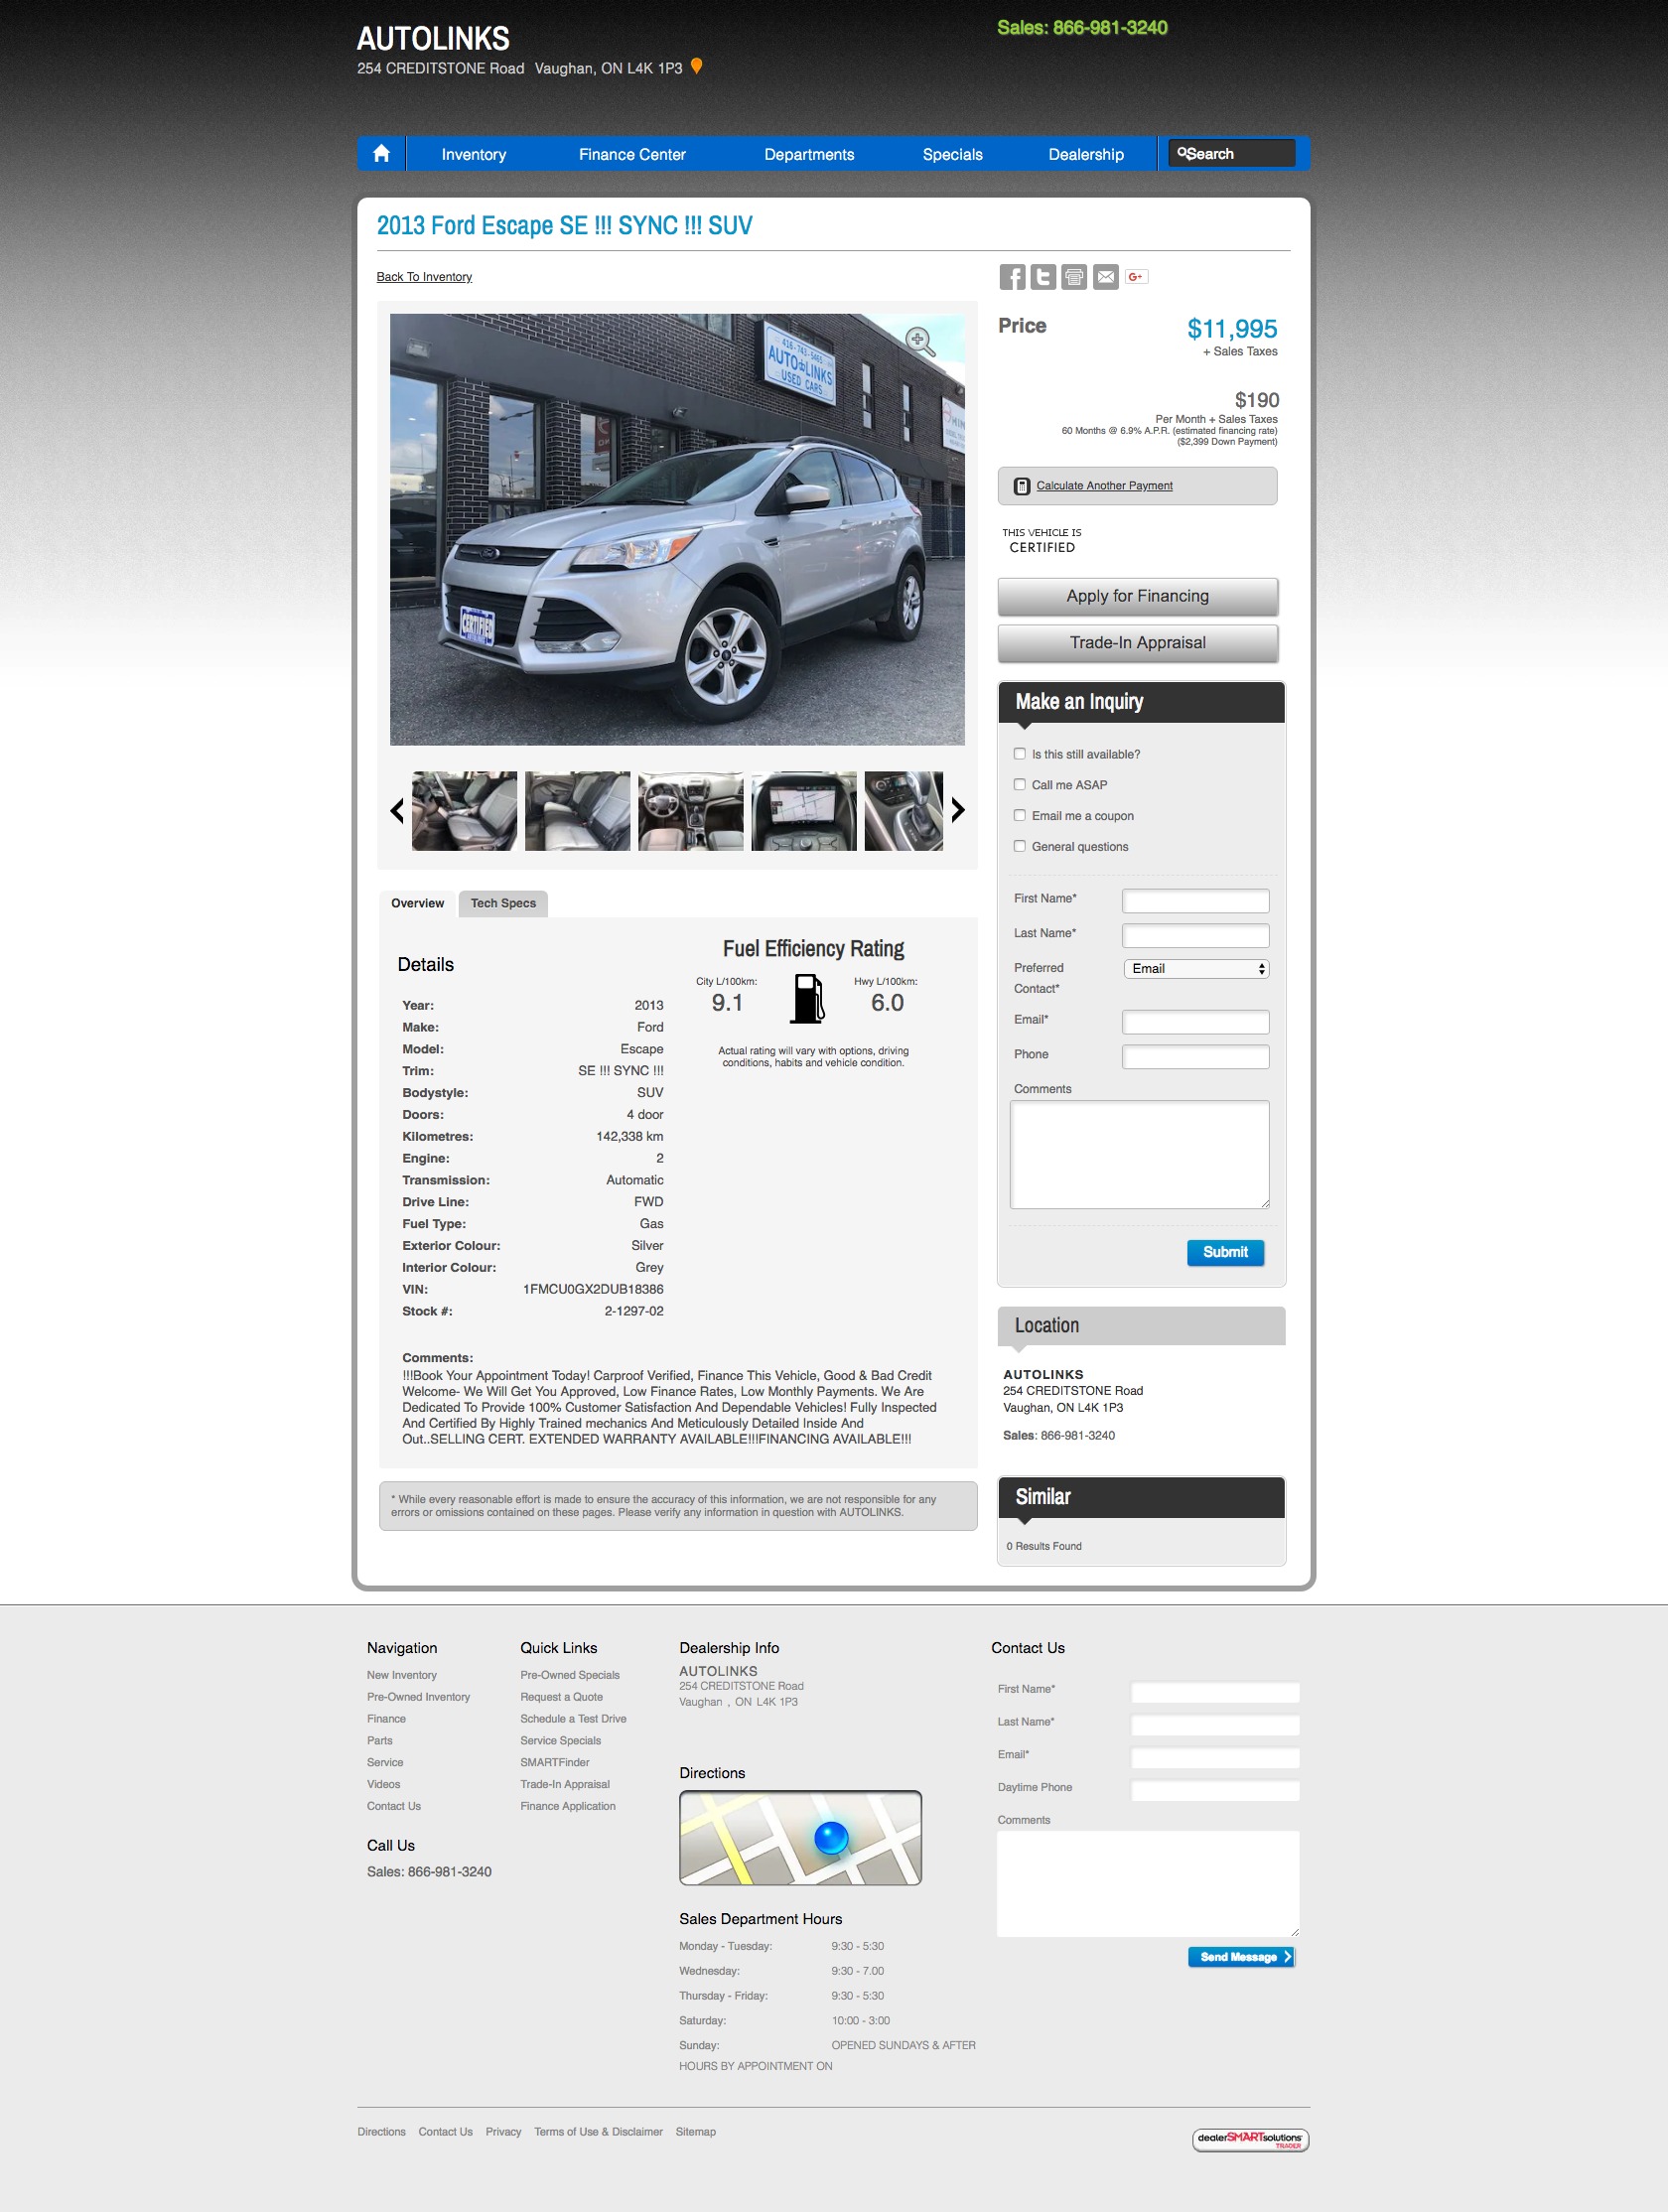 AUTOLINKS
254 CREDITSTONE Road Vaughan, ON L4K 1P3
Sales: 866-981-3240
Inventory
Finance Center
Departments
Specials
Dealership
Search
2013 Ford Escape SE !!! SYNC !!! SUV
Back To Inventory
G+
416-743-5463
AUTO LINKS
USED CARS
CERTIFIED
Price
$11,995
+ Sales Taxes
$190
Per Month + Sales Taxes
60 Months @ 6.9% A.P.R. (estimated financing rate)
($2,399 Down Payment)
Calculate Another Payment
THIS VEHICLE IS
CERTIFIED
Apply for Financing
Trade-In Appraisal
Make an Inquiry
Is this still available?
Call me ASAP
Email me a coupon
General questions
First Name*
Last Name*
Preferred
Contact*
Email
Email*
Phone
Comments
Submit
Overview
Tech Specs
Details
Year: 2013
Make: Ford
Model: Escape
Trim: SE !!! SYNC !!!
Bodystyle: SUV
Doors: 4 door
Kilometres: 142,338 km
Engine: 2
Transmission: Automatic
Drive Line: FWD
Fuel Type: Gas
Exterior Colour: Silver
Interior Colour: Grey
VIN: 1FMCU0GX2DUB18386
Stock #: 2-1297-02
Fuel Efficiency Rating
City L/100km: Hwy L/100km:
9.1 6.0
Actual rating will vary with options, driving
conditions, habits and vehicle condition.
Comments:
!!!Book Your Appointment Today! Carproof Verified, Finance This Vehicle, Good & Bad Credit
Welcome- We Will Get You Approved, Low Finance Rates, Low Monthly Payments. We Are
Dedicated To Provide 100% Customer Satisfaction And Dependable Vehicles! Fully Inspected
And Certified By Highly Trained mechanics And Meticulously Detailed Inside And
Out..SELLING CERT. EXTENDED WARRANTY AVAILABLE!!!FINANCING AVAILABLE!!!
* While every reasonable effort is made to ensure the accuracy of this information, we are not responsible for any
errors or omissions contained on these pages. Please verify any information in question with AUTOLINKS.
Location
AUTOLINKS
254 CREDITSTONE Road
Vaughan, ON L4K 1P3
Sales: 866-981-3240
Similar
0 Results Found
Navigation
New Inventory
Pre-Owned Inventory
Finance
Parts
Service
Videos
Contact Us
Call Us
Sales: 866-981-3240
Quick Links
Pre-Owned Specials
Request a Quote
Schedule a Test Drive
Service Specials
SMARTFinder
Trade-In Appraisal
Finance Application
Dealership Info
AUTOLINKS
254 CREDITSTONE Road
Vaughan , ON L4K 1P3
Directions
Sales Department Hours
Monday - Tuesday: 9:30 - 5:30
Wednesday: 9:30 - 7.00
Thursday - Friday: 9:30 - 5:30
Saturday: 10:00 - 3:00
Sunday: OPENED SUNDAYS & AFTER
HOURS BY APPOINTMENT ON
Contact Us
First Name*
Last Name*
Email*
Daytime Phone
Comments
Send Message
Directions Contact Us Privacy Terms of Use & Disclaimer Sitemap
dealerSMARTsolutions
TRADER